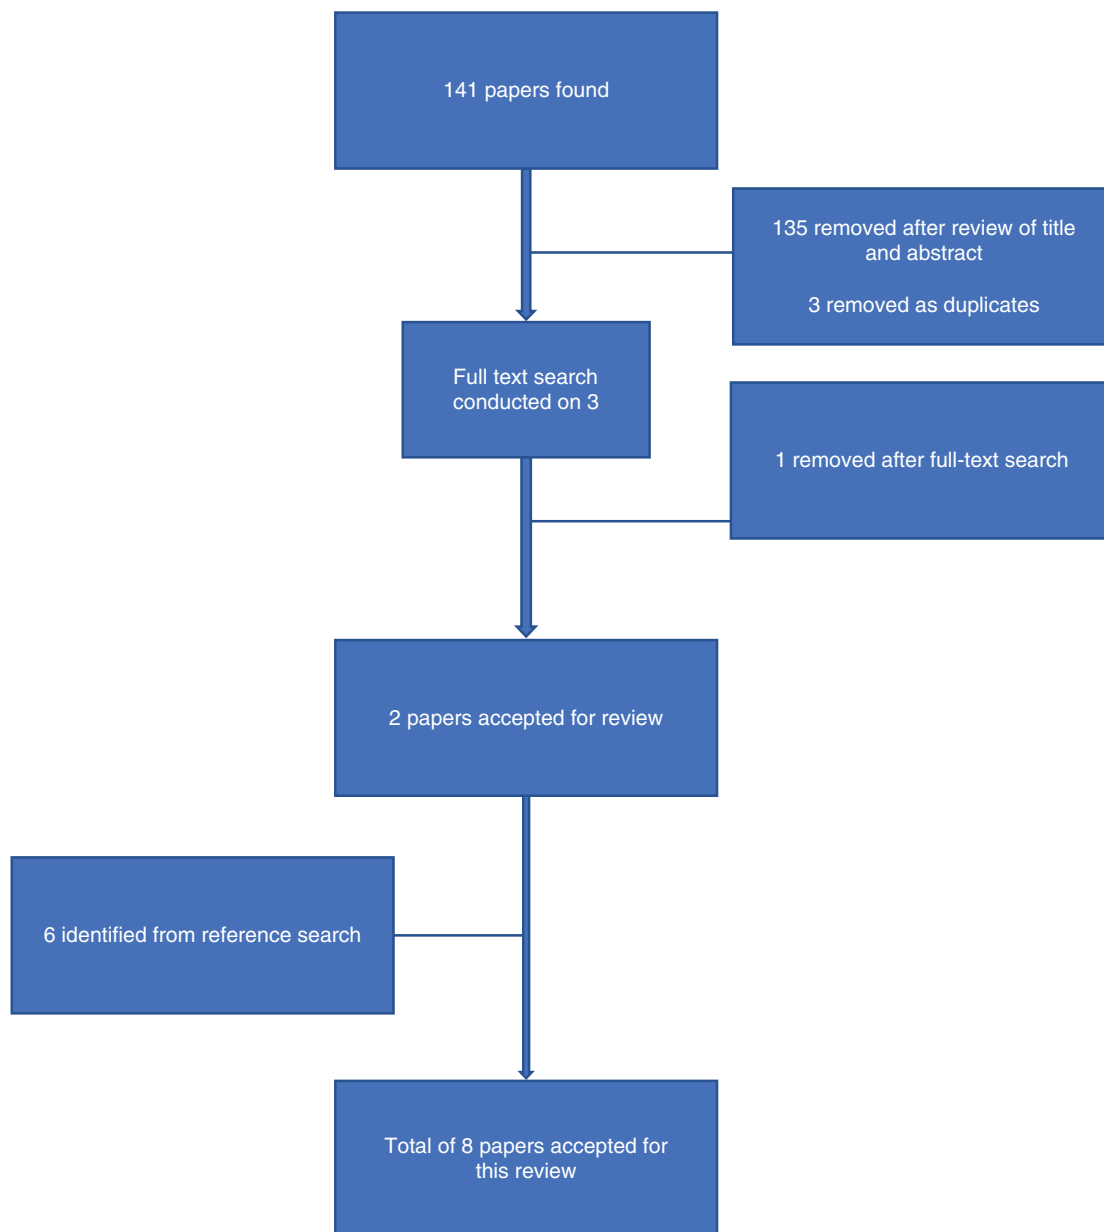 141 papers found
135 removed after review of title
and abstract
3 removed as duplicates
Full text search
conducted on 3
1 removed after full-text search
2 papers accepted for review
6 identified from reference search
Total of 8 papers accepted for
this review